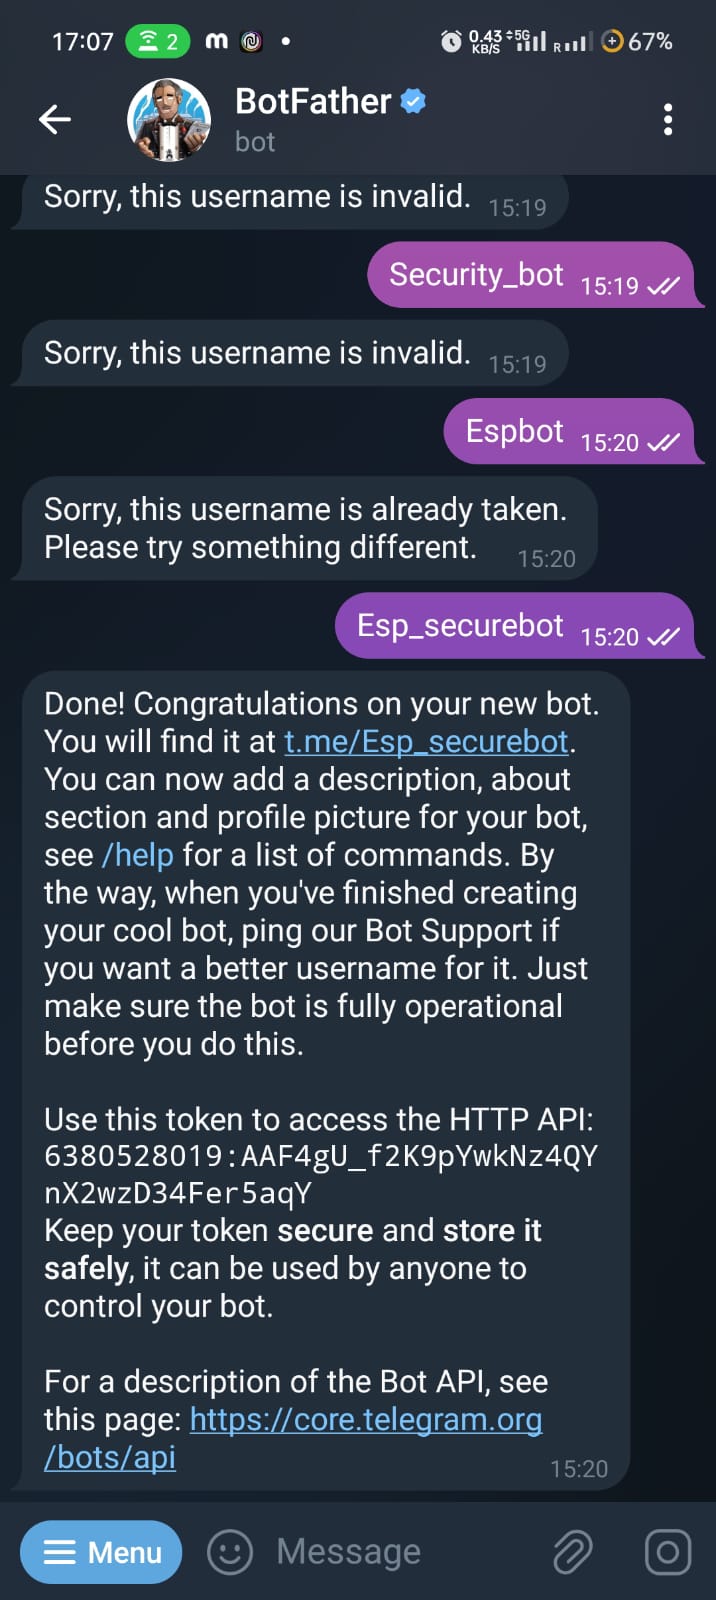 17:07 2 m
0.43 KB/S 5G R 67%
BotFather
bot
Sorry, this username is invalid. 15:19
Security_bot 15:19
Sorry, this username is invalid. 15:19
Espbot 15:20
Sorry, this username is already taken.
Please try something different. 15:20
Esp_securebot 15:20
Done! Congratulations on your new bot.
You will find it at t.me/Esp_securebot.
You can now add a description, about
section and profile picture for your bot,
see /help for a list of commands. By
the way, when you've finished creating
your cool bot, ping our Bot Support if
you want a better username for it. Just
make sure the bot is fully operational
before you do this.
Use this token to access the HTTP API:
6380528019:AAF4gU_f2K9pYwkNz4QY
nX2wzD34Fer5aqY
Keep your token secure and store it
safely, it can be used by anyone to
control your bot.
For a description of the Bot API, see
this page: https://core.telegram.org
/bots/api 15:20
Menu Message